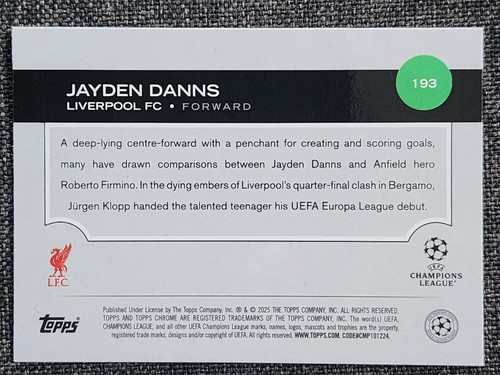 JAYDEN DANNS
193
LIVERPOOL FC • FORWARD
A deep-lying centre-forward with a penchant for creating and scoring goals,
many have drawn comparisons between Jayden Danns and Anfield hero
Roberto Firmino. In the dying embers of Liverpool's quarter-final clash in Bergamo,
Jürgen Klopp handed the talented teenager his UEFA Europa League debut.
L.F.C.
UEFA
CHAMPIONS
LEAGUE
Topps
Published Under License by The Topps Company, Inc. ® & © 2025 THE TOPPS COMPANY, INC. ALL RIGHTS RESERVED.
TOPPS AND TOPPS CHROME ARE REGISTERED TRADEMARKS OF THE TOPPS COMPANY, INC. The word(s) UEFA,
CHAMPIONS LEAGUE, and all other UEFA Champions League marks, names, logos, mascots and trophies are the property,
registered trade marks, designs and/or copyright of UEFA. All rights reserved. WWW.TOPPS.COM. CODE#CMP101224.